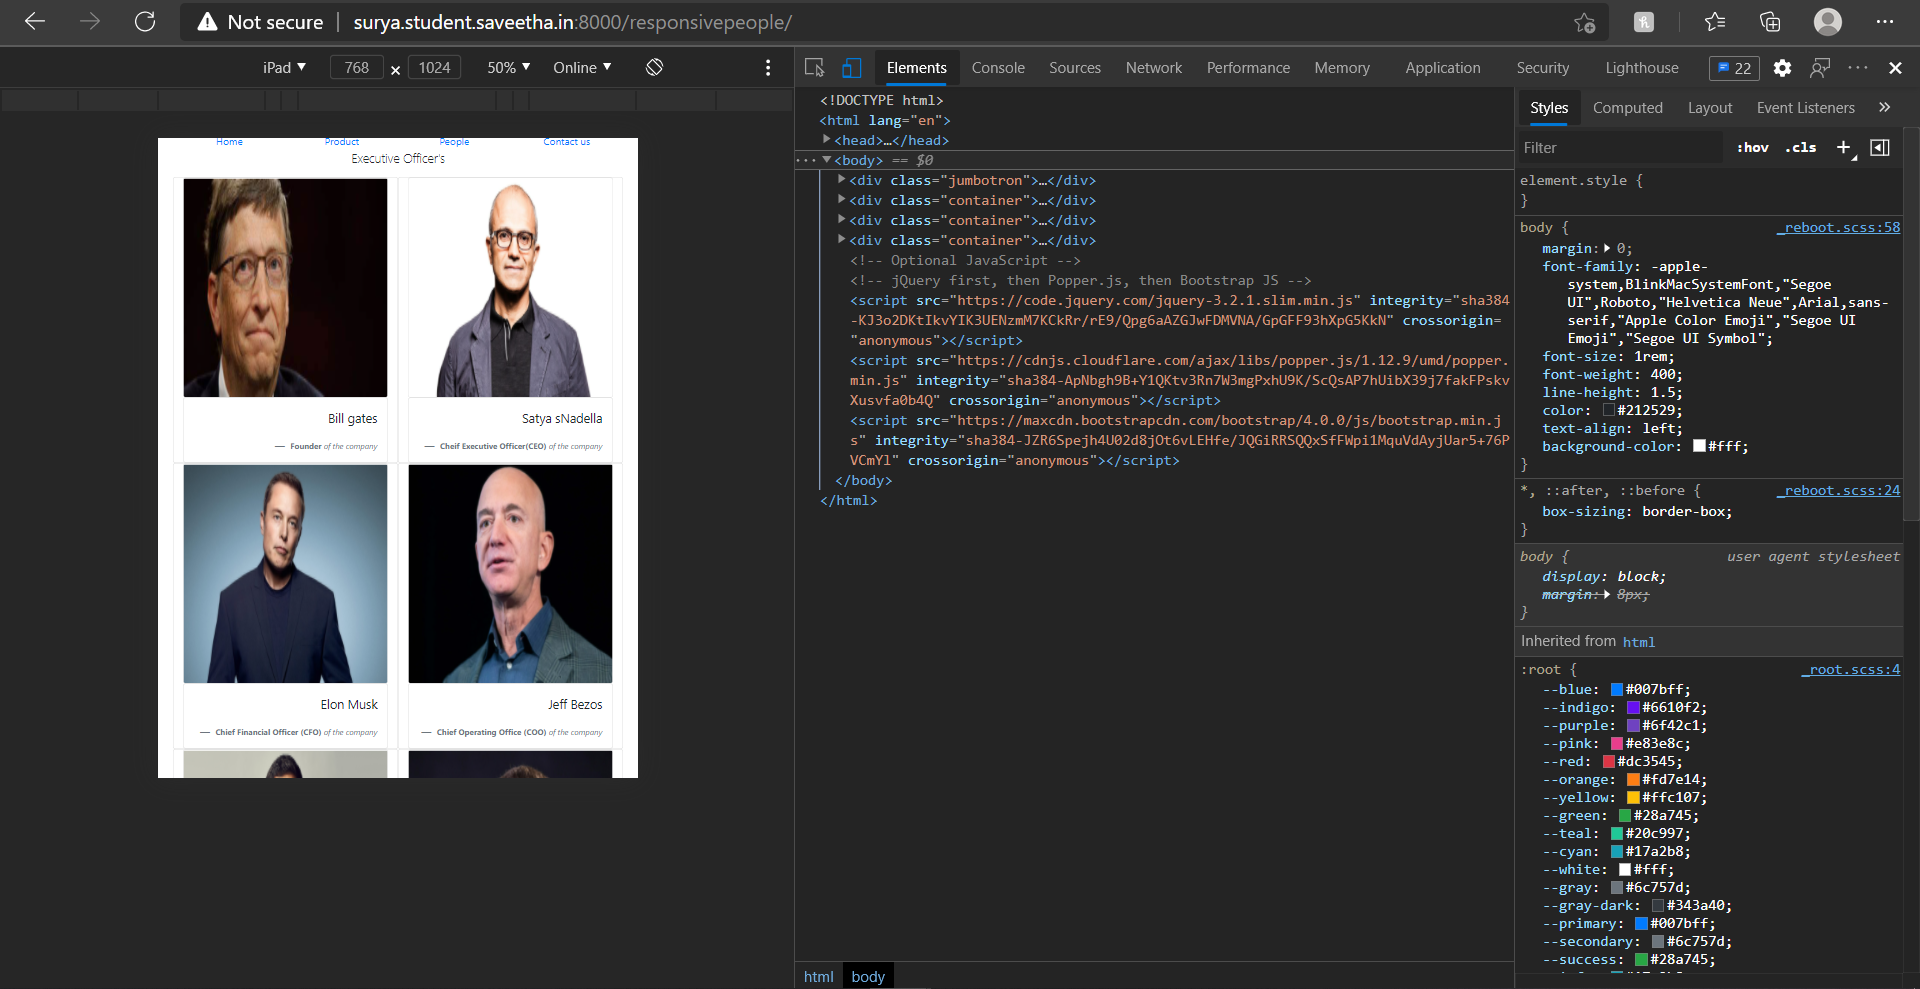 Not secure | surya.student.saveetha.in:8000/responsivepeople/
iPad 768 x 1024 50% Online
Home Product People Contact us
Executive Officer's
Bill gates
— Founder of the company
Satya sNadella
— Cheif Executive Officer(CEO) of the company
Elon Musk
— Chief Financial Officer (CFO) of the company
Jeff Bezos
— Chief Operating Office (COO) of the company
Elements Console Sources Network Performance Memory Application Security Lighthouse 22
<!DOCTYPE html>
<html lang="en">
<head>…</head>
<body> == $0
<div class="jumbotron">…</div>
<div class="container">…</div>
<div class="container">…</div>
<div class="container">…</div>
<!-- Optional JavaScript -->
<!-- jQuery first, then Popper.js, then Bootstrap JS -->
<script src="https://code.jquery.com/jquery-3.2.1.slim.min.js" integrity="sha384
-KJ3o2DKtIkvYIK3UENzmM7KCkRr/rE9/Qpg6aAZGJwFDMVNA/GpGFF93hXpG5KkN" crossorigin=
"anonymous"></script>
<script src="https://cdnjs.cloudflare.com/ajax/libs/popper.js/1.12.9/umd/popper.
min.js" integrity="sha384-ApNbgh9B+Y1QKtv3Rn7W3mgPxhU9K/ScQsAP7hUibX39j7fakFPskv
Xusvfa0b4Q" crossorigin="anonymous"></script>
<script src="https://maxcdn.bootstrapcdn.com/bootstrap/4.0.0/js/bootstrap.min.j
s" integrity="sha384-JZR6Spejh4U02d8jOt6vLEHfe/JQGiRRSQQxSfFWpi1MquVdAyjUar5+76P
VCmYl" crossorigin="anonymous"></script>
</body>
</html>
html body
Styles Computed Layout Event Listeners
Filter :hov .cls
element.style {
}
body { _reboot.scss:58
margin: 0;
font-family: -apple-
system,BlinkMacSystemFont,"Segoe
UI",Roboto,"Helvetica Neue",Arial,sans-
serif,"Apple Color Emoji","Segoe UI
Emoji","Segoe UI Symbol";
font-size: 1rem;
font-weight: 400;
line-height: 1.5;
color: #212529;
text-align: left;
background-color: #fff;
}
*, ::after, ::before { _reboot.scss:24
box-sizing: border-box;
}
body { user agent stylesheet
display: block;
margin: 8px;
}
Inherited from html
:root { _root.scss:4
--blue: #007bff;
--indigo: #6610f2;
--purple: #6f42c1;
--pink: #e83e8c;
--red: #dc3545;
--orange: #fd7e14;
--yellow: #ffc107;
--green: #28a745;
--teal: #20c997;
--cyan: #17a2b8;
--white: #fff;
--gray: #6c757d;
--gray-dark: #343a40;
--primary: #007bff;
--secondary: #6c757d;
--success: #28a745;